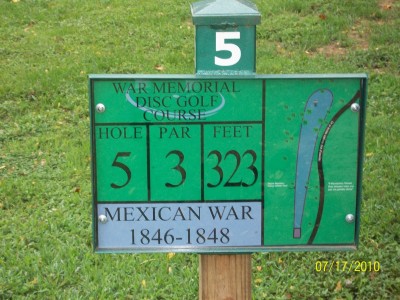 5
WAR MEMORIAL
DISC GOLF
COURSE
HOLE PAR FEET
5 3 323
MEXICAN WAR
1846-1848
07/17/2010